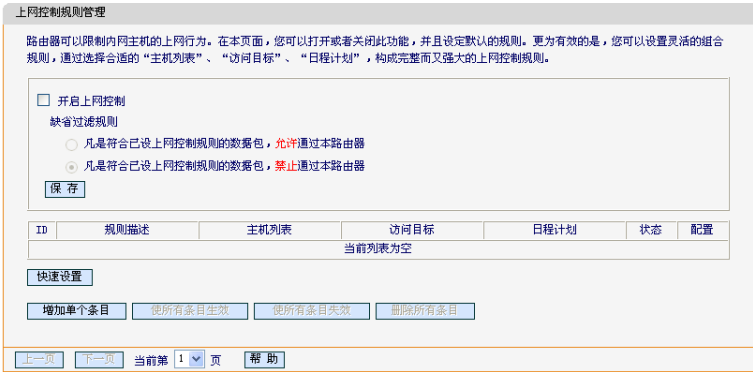 上网控制规则管理
路由器可以限制内网主机的上网行为。在本页面，您可以打开或者关闭此功能，并且设定默认的规则。更为有效的是，您可以设置灵活的组合
规则，通过选择合适的“主机列表”、“访问目标”、“日程计划”，构成完整而又强大的上网控制规则。
开启上网控制
缺省过滤规则
凡是符合已设上网控制规则的数据包，允许通过本路由器
凡是符合已设上网控制规则的数据包，禁止通过本路由器
保 存
ID 规则描述 主机列表 访问目标 日程计划 状态 配置
当前列表为空
快速设置
增加单个条目 使所有条目生效 使所有条目失效 删除所有条目
上一页 下一页 当前第 1 页 帮 助